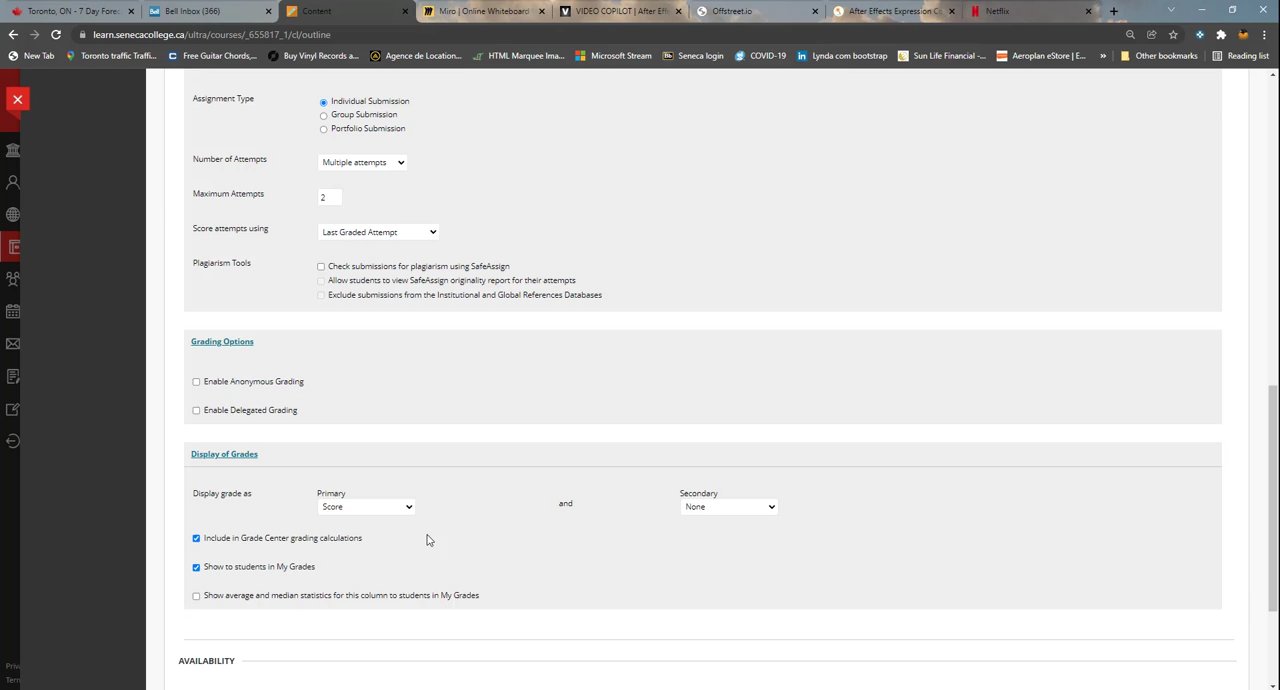 Toronto, ON - 7 Day Forec
Bell Inbox (366)
Content
Miro | Online Whiteboard
VIDEO COPILOT | After Eff
Offstreet.io
After Effects Expression Co
Netflix
learn.senecacollege.ca/ultra/courses/_655817_1/cl/outline
New Tab
Toronto traffic Traffi...
Free Guitar Chords,...
Buy Vinyl Records a...
Agence de Location...
HTML Marquee Ima...
Microsoft Stream
Seneca login
COVID-19
Lynda com bootstrap
Sun Life Financial -...
Aeroplan eStore | E...
»
Other bookmarks
Reading list
Assignment Type
Individual Submission
Group Submission
Portfolio Submission
Number of Attempts
Multiple attempts
Maximum Attempts
2
Score attempts using
Last Graded Attempt
Plagiarism Tools
Check submissions for plagiarism using SafeAssign
Allow students to view SafeAssign originality report for their attempts
Exclude submissions from the Institutional and Global References Databases
Grading Options
Enable Anonymous Grading
Enable Delegated Grading
Display of Grades
Display grade as
Primary
Score
and
Secondary
None
Include in Grade Center grading calculations
Show to students in My Grades
Show average and median statistics for this column to students in My Grades
AVAILABILITY
Priv
Tern